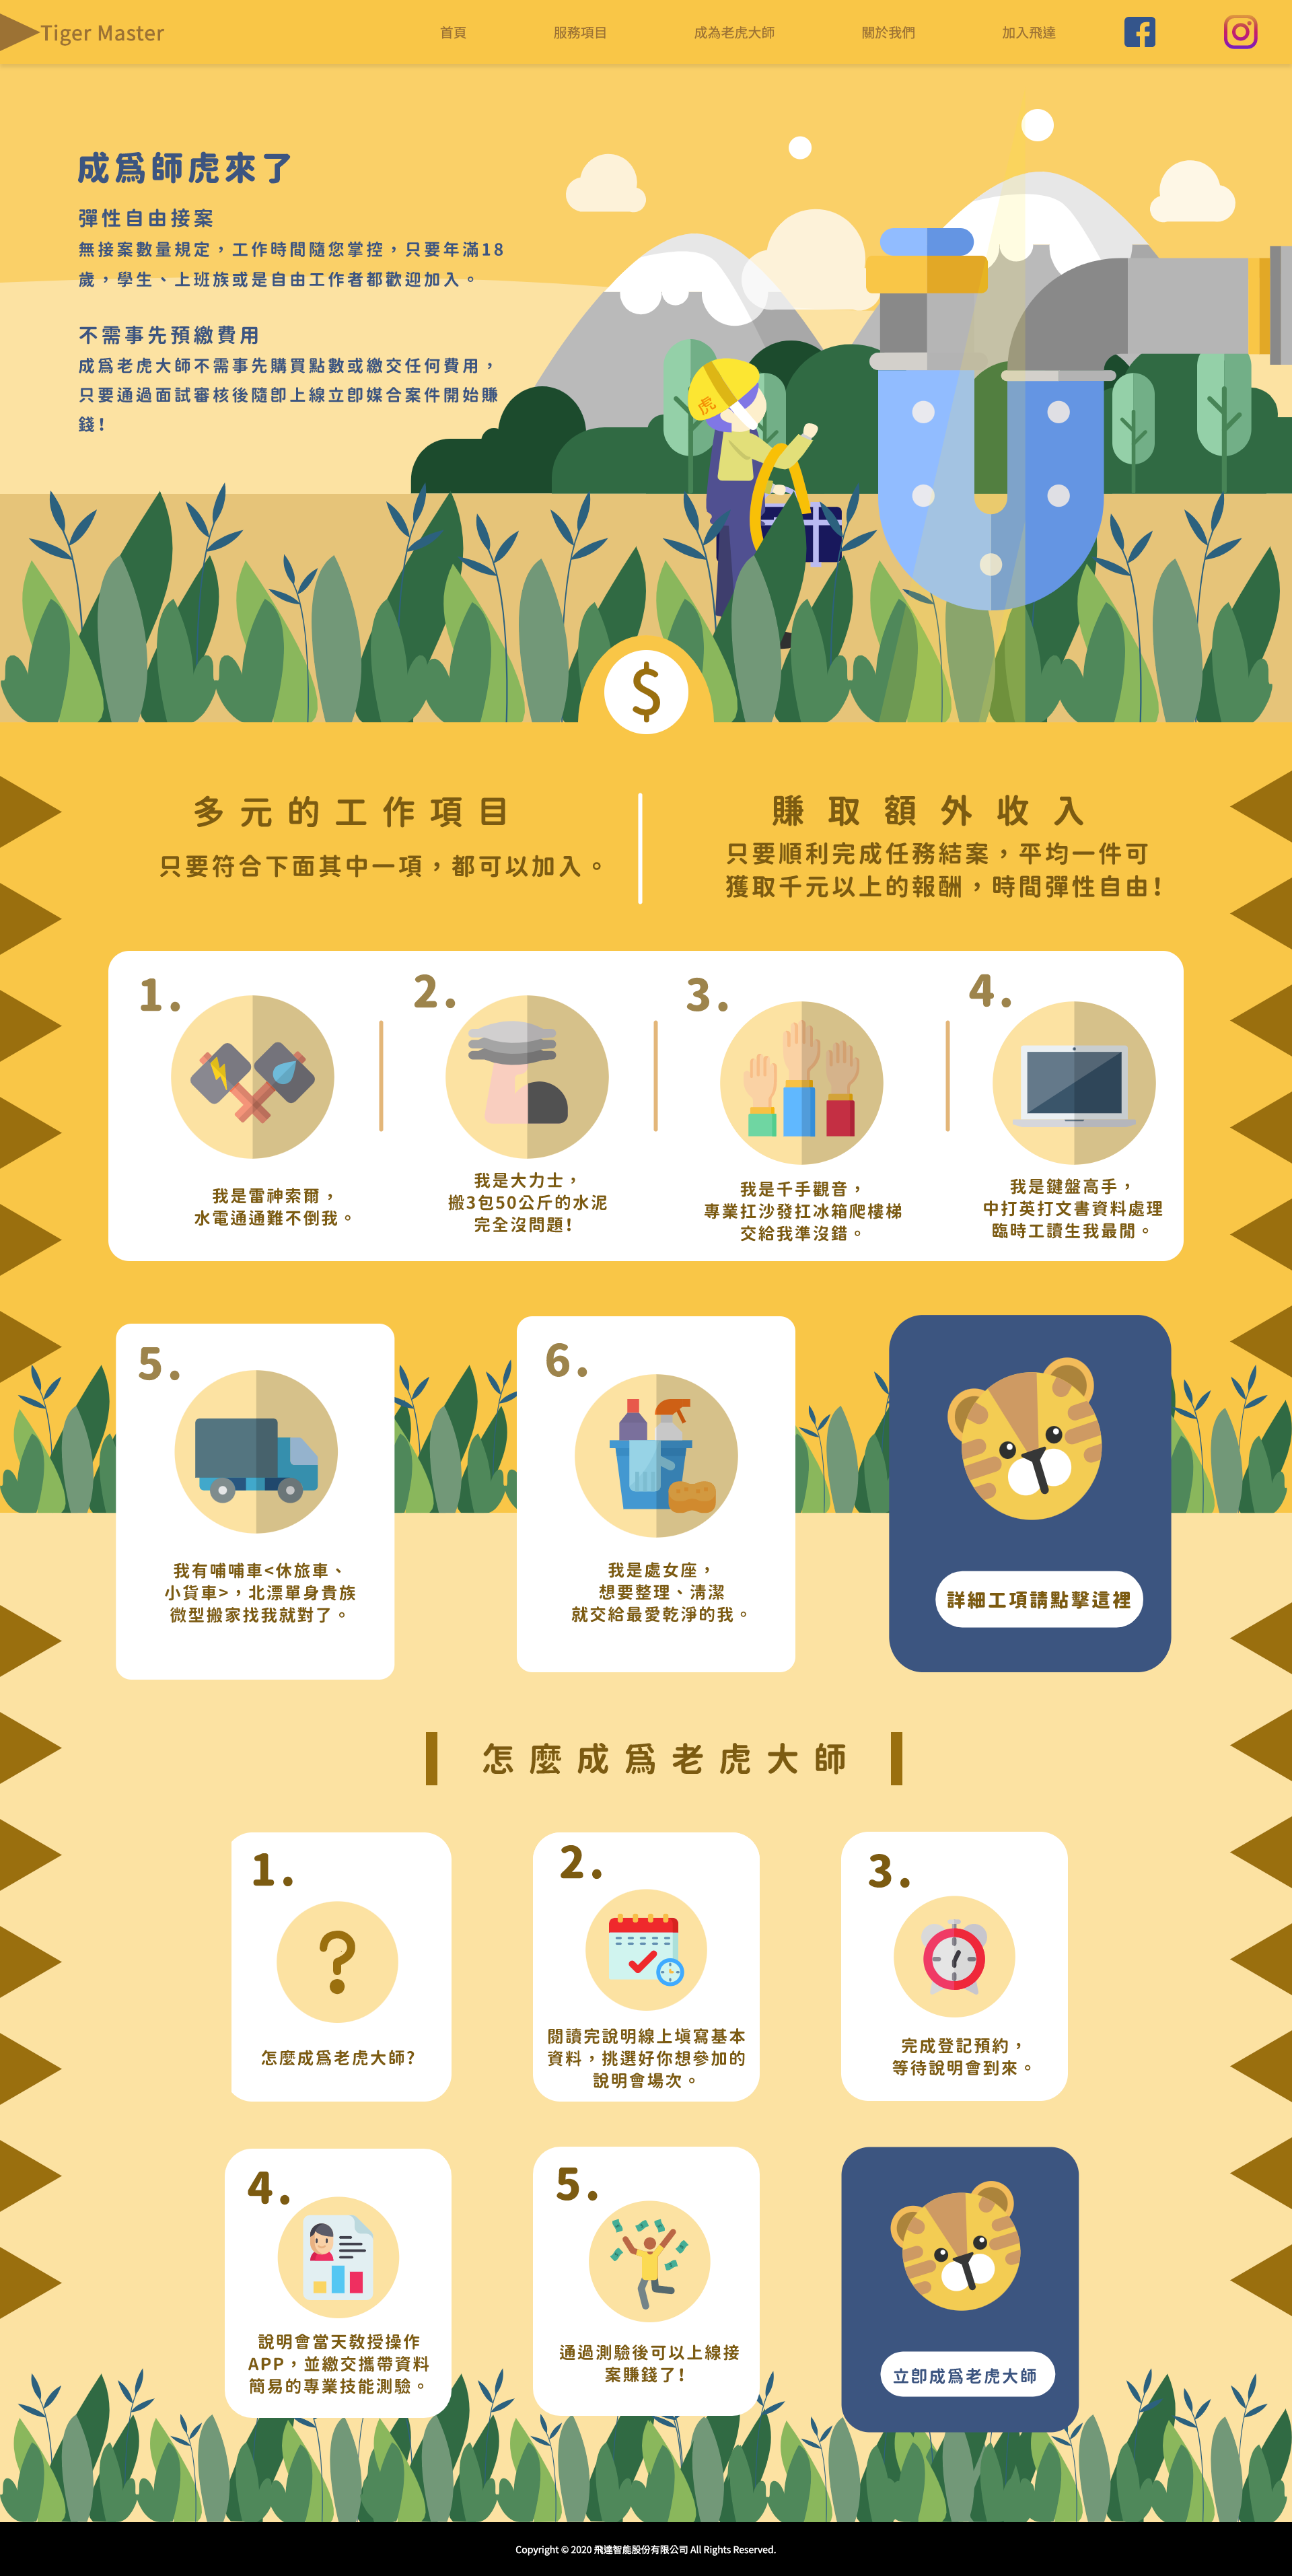 Tiger Master
首頁
服務項目
成為老虎大師
關於我們
加入飛達
成為師虎來了
彈性自由接案
無接案數量規定，工作時間隨您掌控，只要年滿18
歲，學生、上班族或是自由工作者都歡迎加入。
不需事先預繳費用
成為老虎大師不需事先購買點數或繳交任何費用，
只要通過面試審核後隨即上線立即媒合案件開始賺
錢！
虎
$
多元的工作項目
只要符合下面其中一項，都可以加入。
賺取額外收入
只要順利完成任務結案，平均一件可
獲取千元以上的報酬，時間彈性自由！
1.
我是雷神索爾，
水電通通難不倒我。
2.
我是大力士，
搬3包50公斤的水泥
完全沒問題！
3.
我是千手觀音，
專業扛沙發扛冰箱爬樓梯
交給我準沒錯。
4.
我是鍵盤高手，
中打英打文書資料處理
臨時工讀生我最閒。
5.
我有哺哺車<休旅車、
小貨車>，北漂單身貴族
微型搬家找我就對了。
6.
我是處女座，
想要整理、清潔
就交給最愛乾淨的我。
詳細工項請點擊這裡
怎麼成為老虎大師
1.
?
怎麼成為老虎大師?
2.
閱讀完說明線上填寫基本
資料，挑選好你想參加的
說明會場次。
3.
完成登記預約，
等待說明會到來。
4.
說明會當天教授操作
APP，並繳交攜帶資料
簡易的專業技能測驗。
5.
通過測驗後可以上線接
案賺錢了！
立即成為老虎大師
Copyright © 2020 飛達智能股份有限公司 All Rights Reserved.